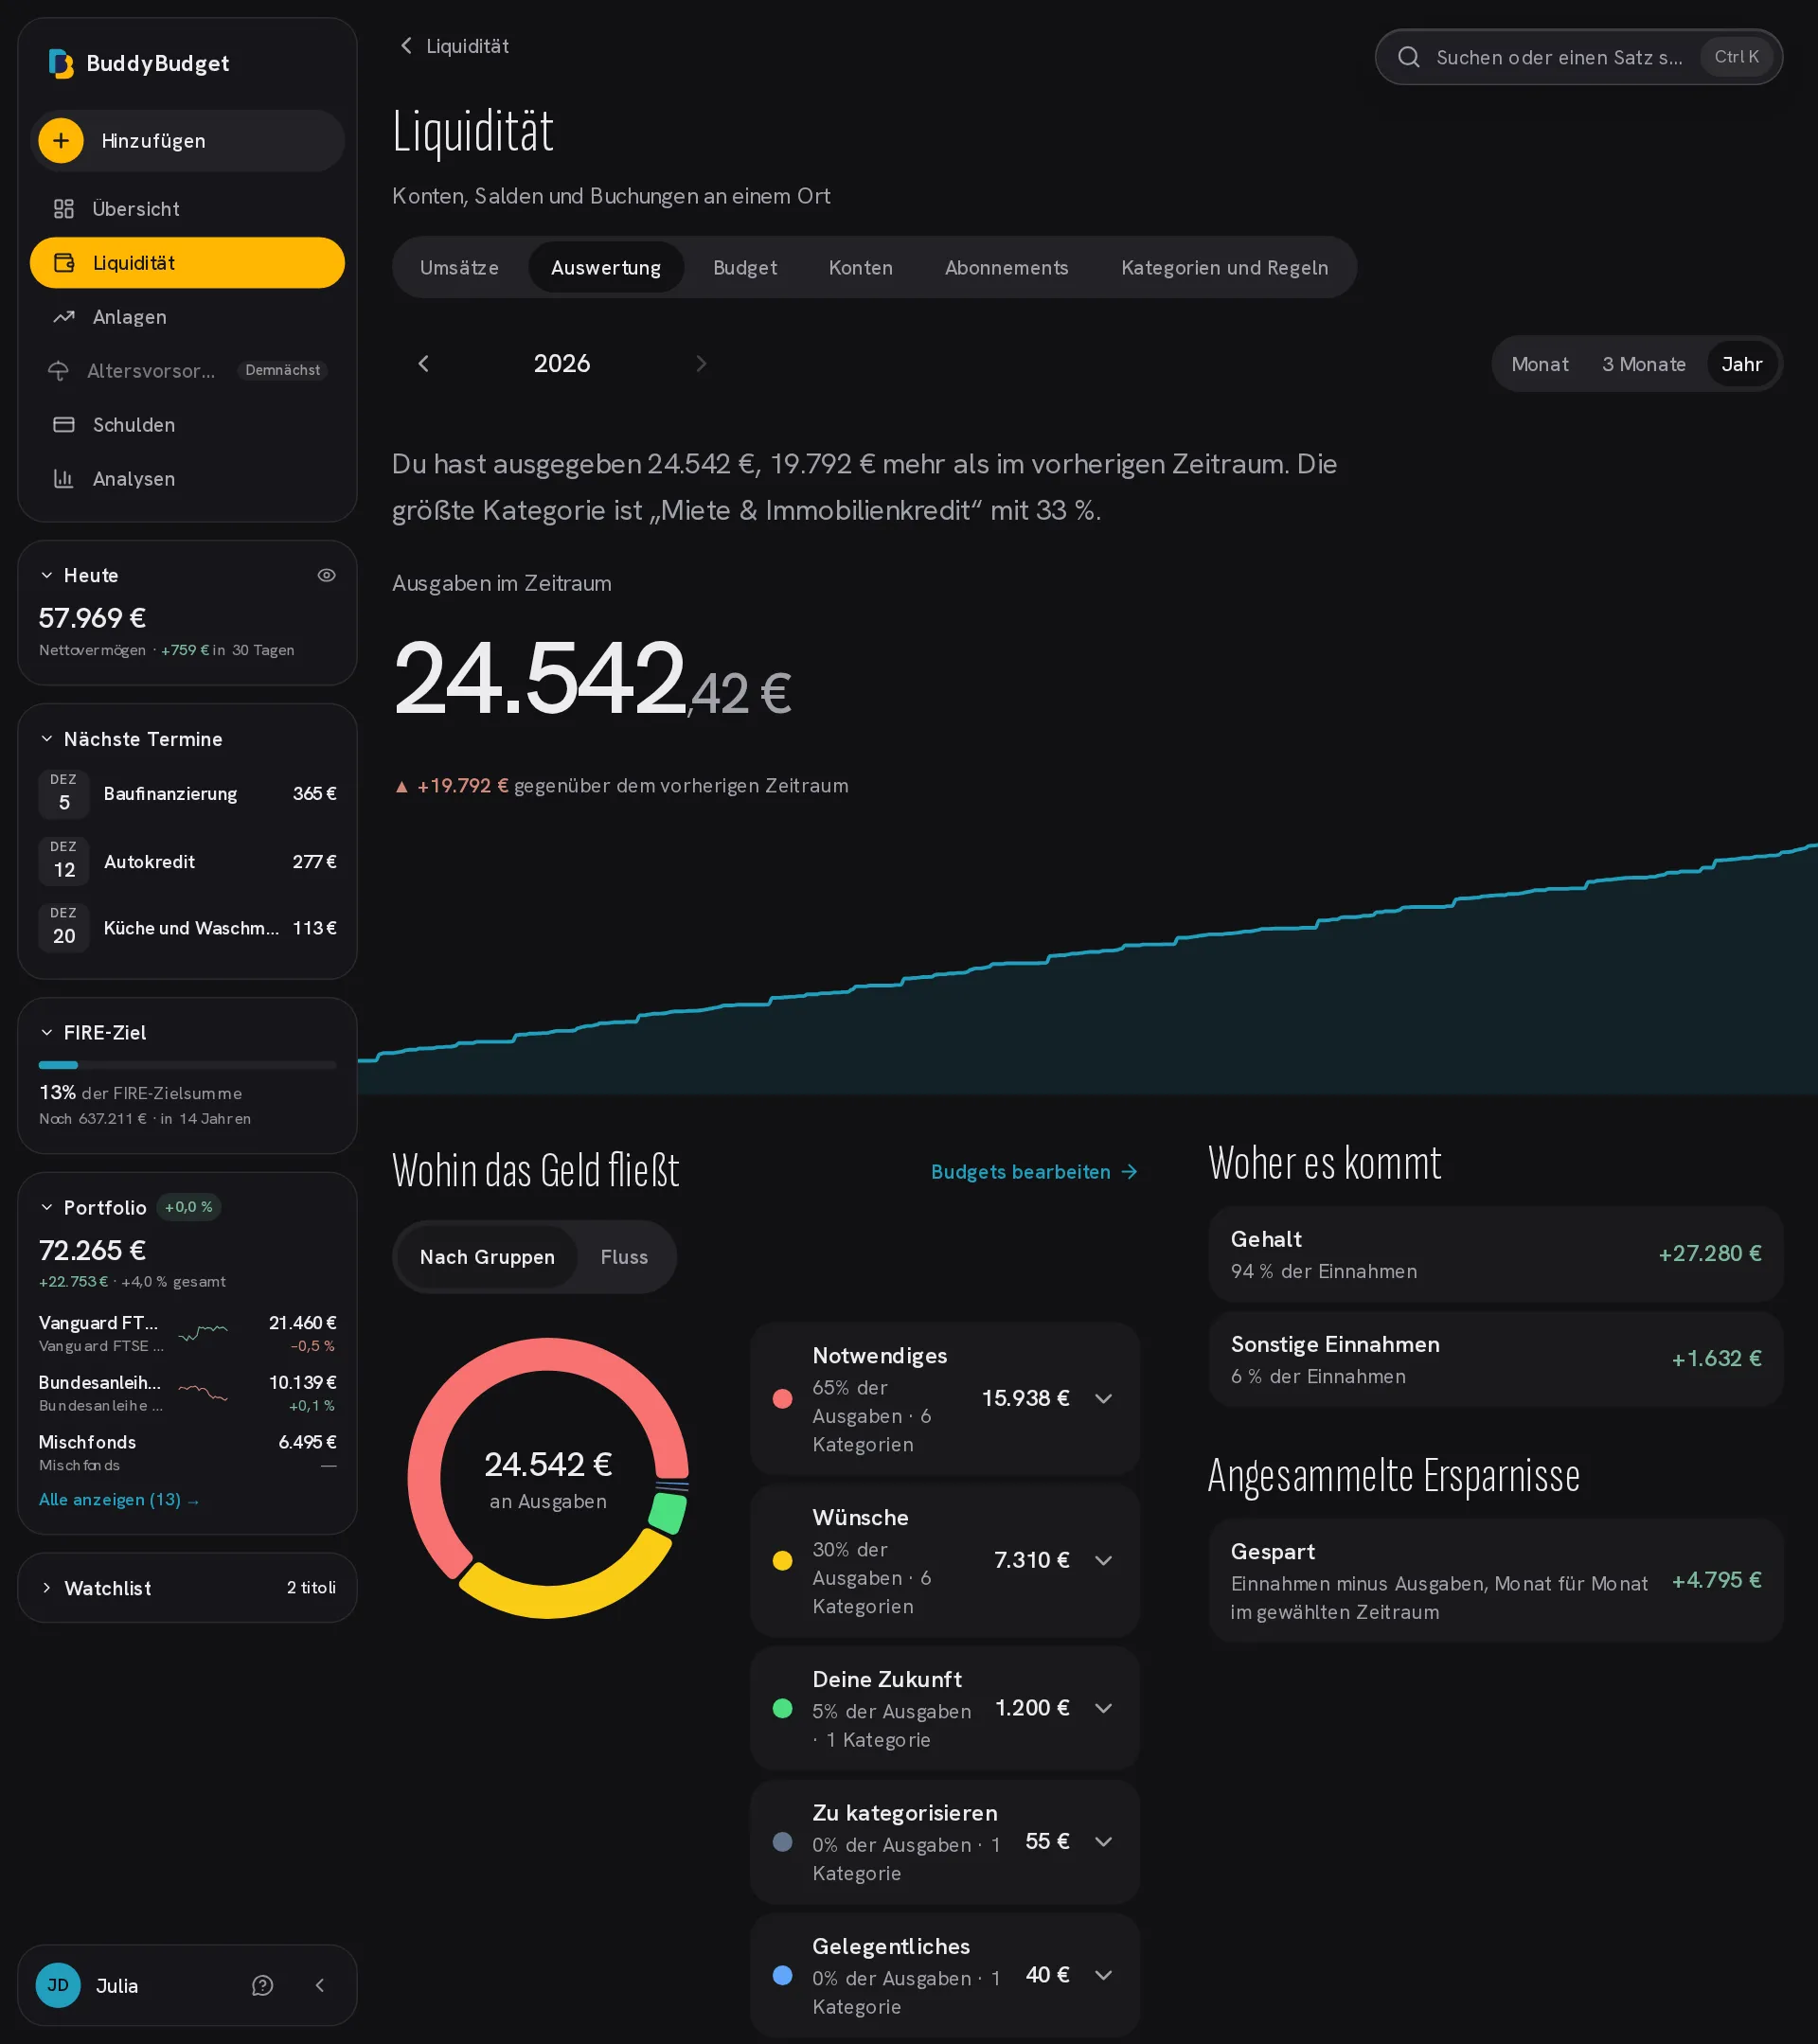 BuddyBudget
Hinzufügen
Übersicht
Liquidität
Anlagen
Altersvorsor... Demnächst
Schulden
Analysen
Heute
57.969 €
Nettovermögen · +759 € in 30 Tagen
Nächste Termine
DEZ
5
Baufinanzierung 365 €
DEZ
12
Autokredit 277 €
DEZ
20
Küche und Waschm... 113 €
FIRE-Ziel
13% der FIRE-Zielsumme
Noch 637.211 € · in 14 Jahren
Portfolio +0,0 %
72.265 €
+22.753 € · +4,0 % gesamt
Vanguard FT... 21.460 €
Vanguard FTSE ... −0,5 %
Bundesanleih... 10.139 €
Bundesanleihe ... +0,1 %
Mischfonds 6.495 €
Mischfonds —
Alle anzeigen (13) →
Watchlist 2 titoli
JD Julia
Liquidität
Suchen oder einen Satz s... Ctrl K
Liquidität
Konten, Salden und Buchungen an einem Ort
Umsätze Auswertung Budget Konten Abonnements Kategorien und Regeln
2026
Monat 3 Monate Jahr
Du hast ausgegeben 24.542 €, 19.792 € mehr als im vorherigen Zeitraum. Die
größte Kategorie ist „Miete & Immobilienkredit“ mit 33 %.
Ausgaben im Zeitraum
24.542,42 €
▲ +19.792 € gegenüber dem vorherigen Zeitraum
Wohin das Geld fließt
Budgets bearbeiten →
Nach Gruppen Fluss
24.542 €
an Ausgaben
Notwendiges
65% der
Ausgaben · 6
Kategorien
15.938 €
Wünsche
30% der
Ausgaben · 6
Kategorien
7.310 €
Deine Zukunft
5% der Ausgaben
· 1 Kategorie
1.200 €
Zu kategorisieren
0% der Ausgaben · 1
Kategorie
55 €
Gelegentliches
0% der Ausgaben · 1
Kategorie
40 €
Woher es kommt
Gehalt
94 % der Einnahmen
+27.280 €
Sonstige Einnahmen
6 % der Einnahmen
+1.632 €
Angesammelte Ersparnisse
Gespart
Einnahmen minus Ausgaben, Monat für Monat
im gewählten Zeitraum
+4.795 €